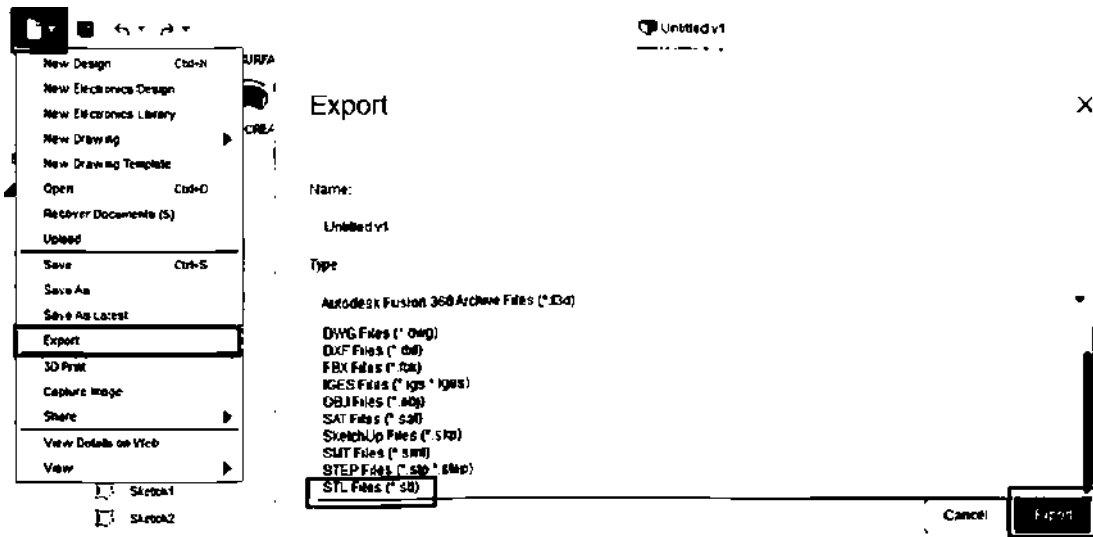 Untitled v1
New Design Ctrl+N
New Electronics Design
New Electronics Library
New Drawing
New Drawing Template
Open Ctrl+O
Recover Documents (5)
Upload
Save Ctrl+S
Save As
Save As Latest
Export
3D Print
Capture Image
Share
View Details on Web
View
Sketch1
Sketch2
URFA
CREA
Export
Name:
Untitled v1
Type
Autodesk Fusion 360 Archive Files (*.f3d)
DWG Files (*.dwg)
DXF Files (*.dxf)
FBX Files (*.fbx)
IGES Files (*.igs *.iges)
OBJ Files (*.obj)
SAT Files (*.sat)
SketchUp Files (*.skp)
SMT Files (*.smt)
STEP Files (*.stp *.step)
STL Files (*.stl)
Cancel
Export